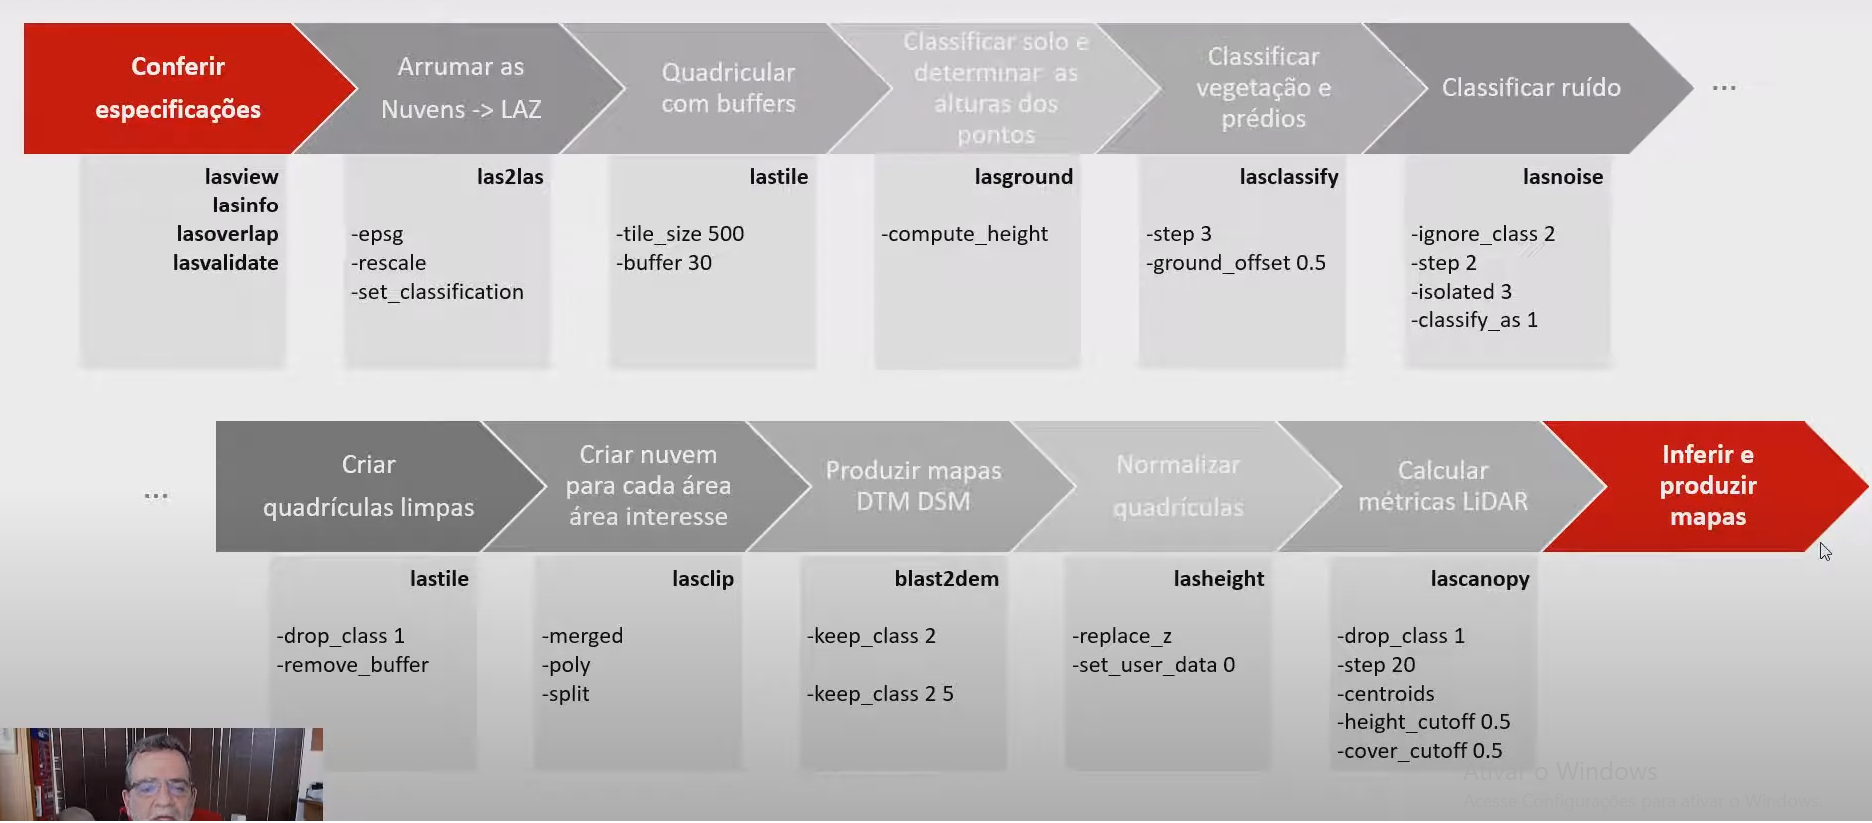 Conferir
especificações
Arrumar as
Nuvens -> LAZ
Quadricular
com buffers
Classificar solo e
determinar as
alturas dos
pontos
Classificar
vegetação e
prédios
Classificar ruído
...
lasview
lasinfo
lasoverlap
lasvalidate
las2las
-epsg
-rescale
-set_classification
lastile
-tile_size 500
-buffer 30
lasground
-compute_height
lasclassify
-step 3
-ground_offset 0.5
lasnoise
-ignore_class 2
-step 2
-isolated 3
-classify_as 1
...
Criar
quadrículas limpas
Criar nuvem
para cada área
área interesse
Produzir mapas
DTM DSM
Normalizar
quadrículas
Calcular
métricas LiDAR
Inferir e
produzir
mapas
lastile
-drop_class 1
-remove_buffer
lasclip
-merged
-poly
-split
blast2dem
-keep_class 2
-keep_class 2 5
lasheight
-replace_z
-set_user_data 0
lascanopy
-drop_class 1
-step 20
-centroids
-height_cutoff 0.5
-cover_cutoff 0.5
Ativar o Windows
Acesse Configurações para ativar o Windows.